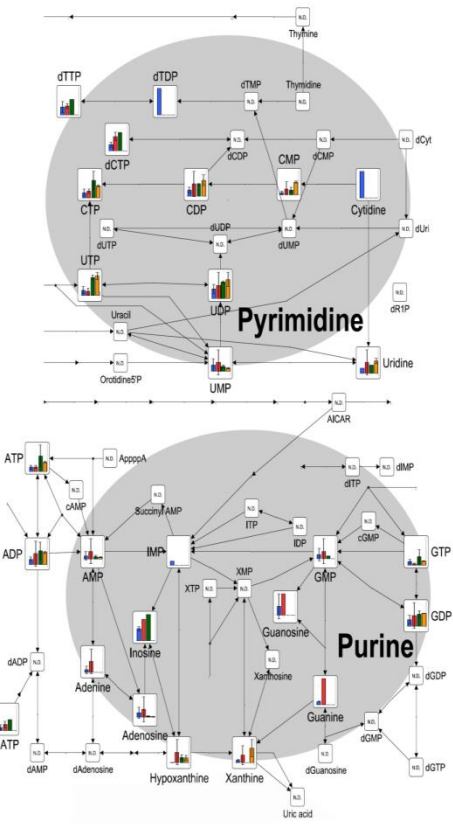 N.D.
Thymine
dTTP
dTDP
dTMP
Thymidine
N.D.
N.D.
dCTP
N.D.
dCDP
N.D.
dCMP
N.D.
dCyt
CMP
CTP
CDP
Cytidine
dUDP
N.D.
dUTP
N.D.
N.D.
dUMP
N.D.
dUri
UTP
UDP
N.D.
dR1P
Pyrimidine
Uracil
N.D.
Orotidine5'P
N.D.
UMP
Uridine
N.D.
AICAR
ATP
N.D.
AppppA
N.D.
dITP
N.D.
dIMP
N.D.
cAMP
N.D.
Succinyl AMP
N.D.
ITP
N.D.
IDP
N.D.
cGMP
ADP
AMP
IMP
GMP
GTP
XTP
N.D.
XMP
N.D.
Inosine
Guanosine
GDP
Purine
dADP
N.D.
Adenine
N.D.
Xanthosine
Guanine
N.D.
dGDP
ATP
Adenosine
N.D.
dGMP
N.D.
dAMP
N.D.
dAdenosine
Hypoxanthine
Xanthine
N.D.
dGuanosine
N.D.
dGTP
N.D.
Uric acid